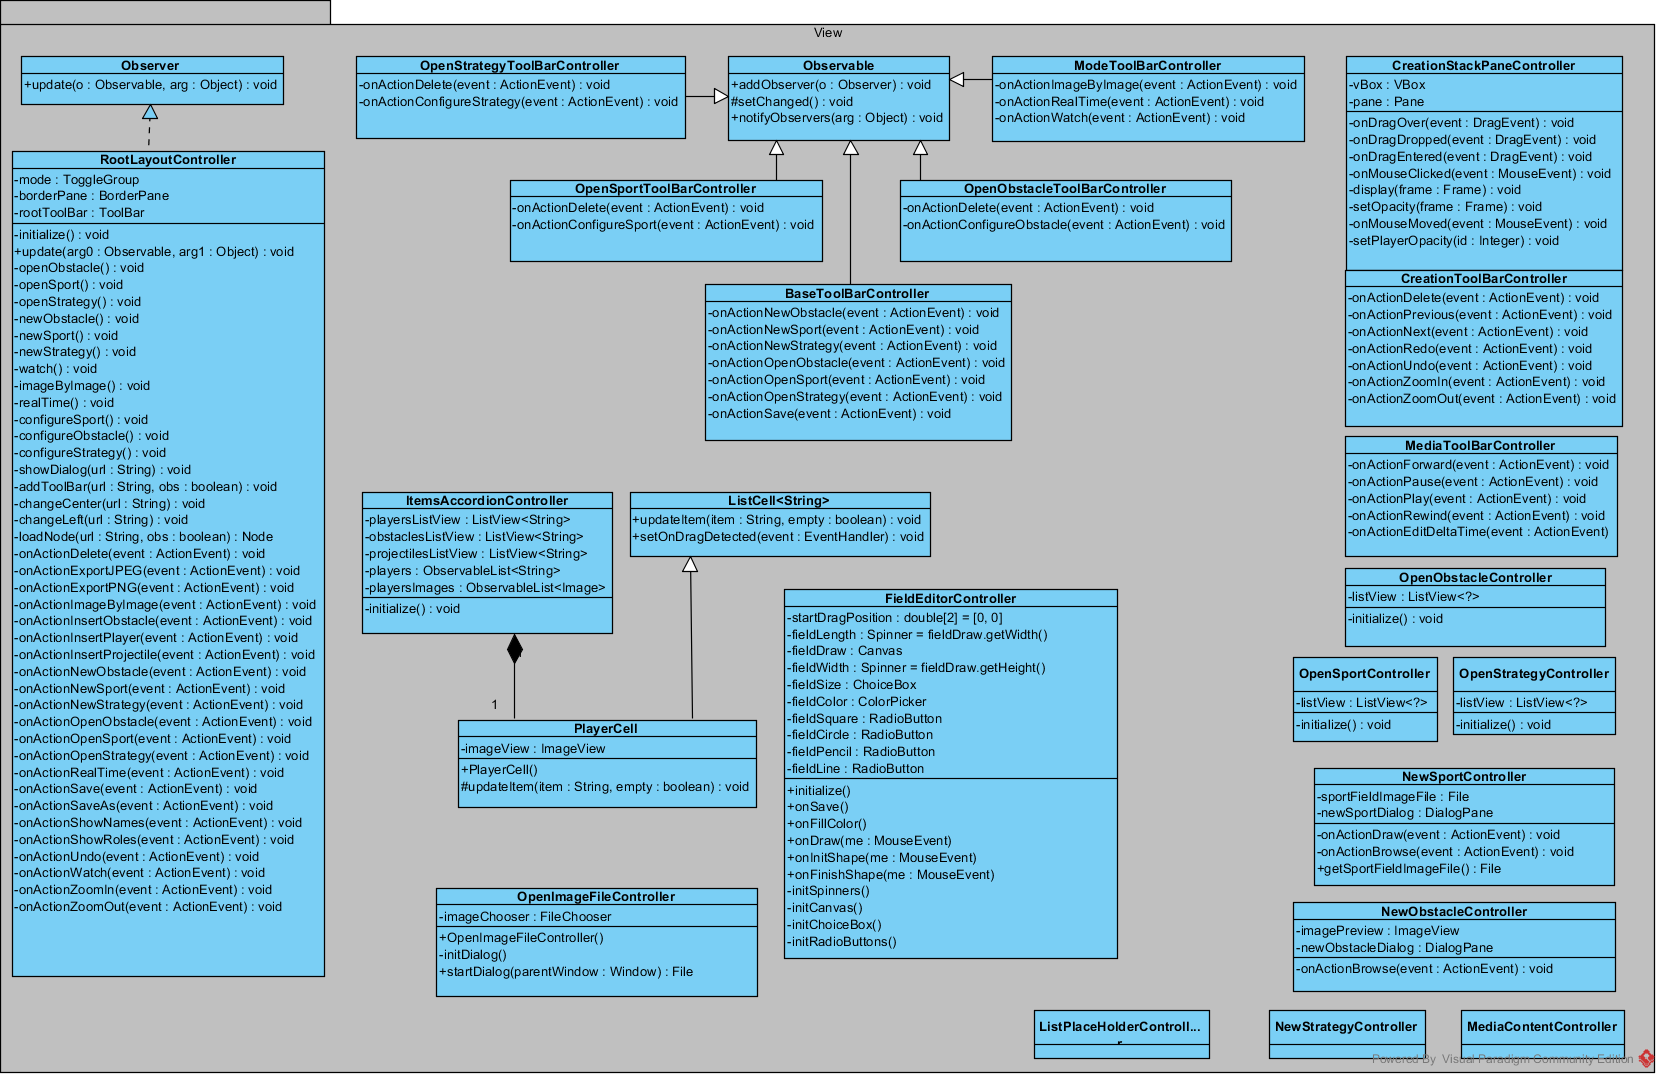 View
Observer
+update(o : Observable, arg : Object) : void
RootLayoutController
-mode : ToggleGroup
-borderPane : BorderPane
-rootToolBar : ToolBar
-initialize() : void
+update(arg0 : Observable, arg1 : Object) : void
-openObstacle() : void
-openSport() : void
-openStrategy() : void
-newObstacle() : void
-newSport() : void
-newStrategy() : void
-watch() : void
-imageByImage() : void
-realTime() : void
-configureSport() : void
-configureObstacle() : void
-configureStrategy() : void
-showDialog(url : String) : void
-addToolBar(url : String, obs : boolean) : void
-changeCenter(url : String) : void
-changeLeft(url : String) : void
-loadNode(url : String, obs : boolean) : Node
-onActionDelete(event : ActionEvent) : void
-onActionExportJPEG(event : ActionEvent) : void
-onActionExportPNG(event : ActionEvent) : void
-onActionImageByImage(event : ActionEvent) : void
-onActionInsertObstacle(event : ActionEvent) : void
-onActionInsertPlayer(event : ActionEvent) : void
-onActionInsertProjectile(event : ActionEvent) : void
-onActionNewObstacle(event : ActionEvent) : void
-onActionNewSport(event : ActionEvent) : void
-onActionNewStrategy(event : ActionEvent) : void
-onActionOpenObstacle(event : ActionEvent) : void
-onActionOpenSport(event : ActionEvent) : void
-onActionOpenStrategy(event : ActionEvent) : void
-onActionRealTime(event : ActionEvent) : void
-onActionSave(event : ActionEvent) : void
-onActionSaveAs(event : ActionEvent) : void
-onActionShowNames(event : ActionEvent) : void
-onActionShowRoles(event : ActionEvent) : void
-onActionUndo(event : ActionEvent) : void
-onActionWatch(event : ActionEvent) : void
-onActionZoomIn(event : ActionEvent) : void
-onActionZoomOut(event : ActionEvent) : void
OpenStrategyToolBarController
-onActionDelete(event : ActionEvent) : void
-onActionConfigureStrategy(event : ActionEvent) : void
Observable
+addObserver(o : Observer) : void
#setChanged() : void
+notifyObservers(arg : Object) : void
ModeToolBarController
-onActionImageByImage(event : ActionEvent) : void
-onActionRealTime(event : ActionEvent) : void
-onActionWatch(event : ActionEvent) : void
OpenSportToolBarController
-onActionDelete(event : ActionEvent) : void
-onActionConfigureSport(event : ActionEvent) : void
OpenObstacleToolBarController
-onActionDelete(event : ActionEvent) : void
-onActionConfigureObstacle(event : ActionEvent) : void
BaseToolBarController
-onActionNewObstacle(event : ActionEvent) : void
-onActionNewSport(event : ActionEvent) : void
-onActionNewStrategy(event : ActionEvent) : void
-onActionOpenObstacle(event : ActionEvent) : void
-onActionOpenSport(event : ActionEvent) : void
-onActionOpenStrategy(event : ActionEvent) : void
-onActionSave(event : ActionEvent) : void
ItemsAccordionController
-playersListView : ListView<String>
-obstaclesListView : ListView<String>
-projectilesListView : ListView<String>
-players : ObservableList<String>
-playersImages : ObservableList<Image>
-initialize() : void
ListCell<String>
+updateItem(item : String, empty : boolean) : void
+setOnDragDetected(event : EventHandler) : void
1
PlayerCell
-imageView : ImageView
+PlayerCell()
#updateItem(item : String, empty : boolean) : void
OpenImageFileController
-imageChooser : FileChooser
+OpenImageFileController()
-initDialog()
+startDialog(parentWindow : Window) : File
FieldEditorController
-startDragPosition : double[2] = [0, 0]
-fieldLength : Spinner = fieldDraw.getWidth()
-fieldDraw : Canvas
-fieldWidth : Spinner = fieldDraw.getHeight()
-fieldSize : ChoiceBox
-fieldColor : ColorPicker
-fieldSquare : RadioButton
-fieldCircle : RadioButton
-fieldPencil : RadioButton
-fieldLine : RadioButton
+initialize()
+onSave()
+onFillColor()
+onDraw(me : MouseEvent)
+onInitShape(me : MouseEvent)
+onFinishShape(me : MouseEvent)
-initSpinners()
-initCanvas()
-initChoiceBox()
-initRadioButtons()
CreationStackPaneController
-vBox : VBox
-pane : Pane
-onDragOver(event : DragEvent) : void
-onDragDropped(event : DragEvent) : void
-onDragEntered(event : DragEvent) : void
-onMouseClicked(event : MouseEvent) : void
-display(frame : Frame) : void
-setOpacity(frame : Frame) : void
-onMouseMoved(event : MouseEvent) : void
-setPlayerOpacity(id : Integer) : void
CreationToolBarController
-onActionDelete(event : ActionEvent) : void
-onActionPrevious(event : ActionEvent) : void
-onActionNext(event : ActionEvent) : void
-onActionRedo(event : ActionEvent) : void
-onActionUndo(event : ActionEvent) : void
-onActionZoomIn(event : ActionEvent) : void
-onActionZoomOut(event : ActionEvent) : void
MediaToolBarController
-onActionForward(event : ActionEvent) : void
-onActionPause(event : ActionEvent) : void
-onActionPlay(event : ActionEvent) : void
-onActionRewind(event : ActionEvent) : void
-onActionEditDeltaTime(event : ActionEvent)
OpenObstacleController
-listView : ListView<?>
-initialize() : void
OpenSportController
-listView : ListView<?>
-initialize() : void
OpenStrategyController
-listView : ListView<?>
-initialize() : void
NewSportController
-sportFieldImageFile : File
-newSportDialog : DialogPane
-onActionDraw(event : ActionEvent) : void
-onActionBrowse(event : ActionEvent) : void
+getSportFieldImageFile() : File
NewObstacleController
-imagePreview : ImageView
-newObstacleDialog : DialogPane
-onActionBrowse(event : ActionEvent) : void
ListPlaceHolderControll...
r
NewStrategyController
MediaContentController
Powered By Visual Paradigm Community Edition